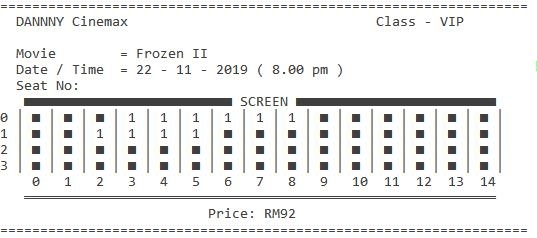 ================================================================
DANNNY Cinemax Class - VIP
Movie = Frozen II
Date / Time = 22 - 11 - 2019 ( 8.00 pm )
Seat No:
■■■■■■■■■■■■■■■■■■■■■■■■■■ SCREEN ■■■■■■■■■■■■■■■■■■■■■■■■■
0 | ■ | ■ | ■ | 1 | 1 | 1 | 1 | 1 | 1 | ■ | ■ | ■ | ■ | ■ | ■ |
1 | ■ | ■ | 1 | 1 | 1 | 1 | ■ | ■ | ■ | ■ | ■ | ■ | ■ | ■ | ■ |
2 | ■ | ■ | ■ | ■ | ■ | ■ | ■ | ■ | ■ | ■ | ■ | ■ | ■ | ■ | ■ |
3 | ■ | ■ | ■ | ■ | ■ | ■ | ■ | ■ | ■ | ■ | ■ | ■ | ■ | ■ | ■ |
0 1 2 3 4 5 6 7 8 9 10 11 12 13 14
Price: RM92
================================================================